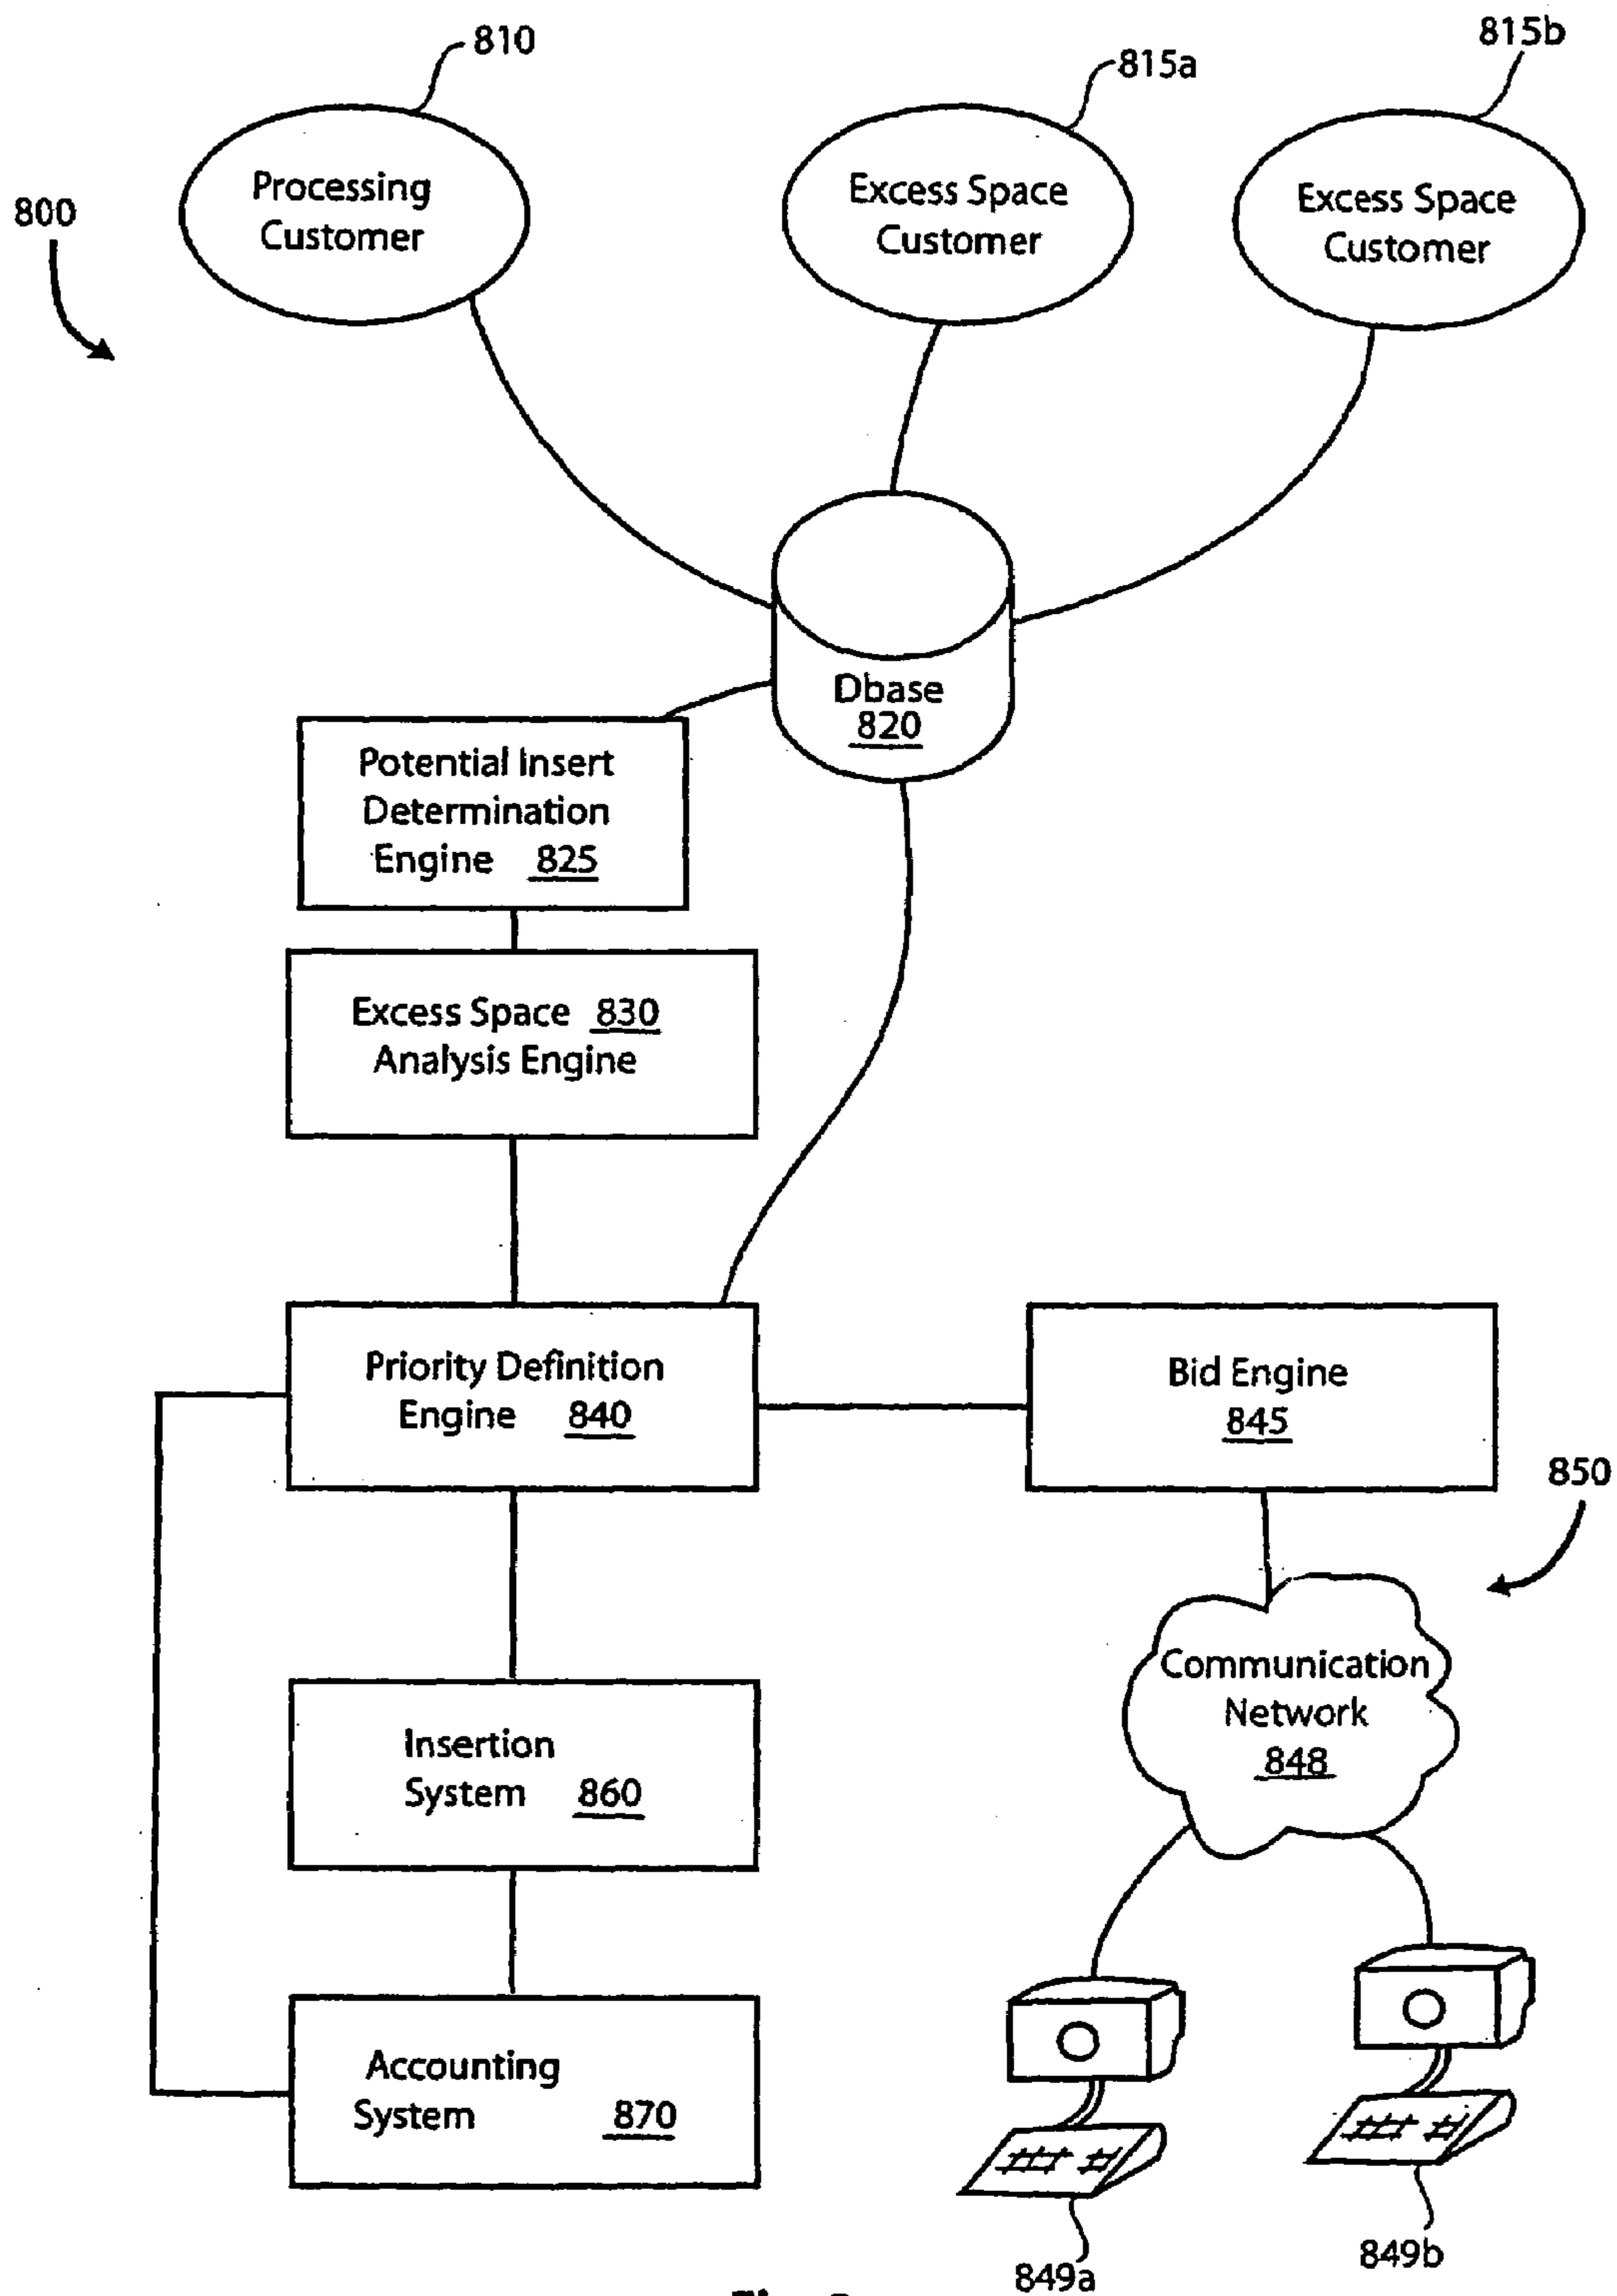 810
815a
815b
800
Processing
Customer
Excess Space
Customer
Excess Space
Customer
Dbase
820
Potential Insert
Determination
Engine 825
Excess Space 830
Analysis Engine
Priority Definition
Engine 840
Bid Engine
845
850
Communication
Network
848
Insertion
System 860
Accounting
System 870
849a
849b